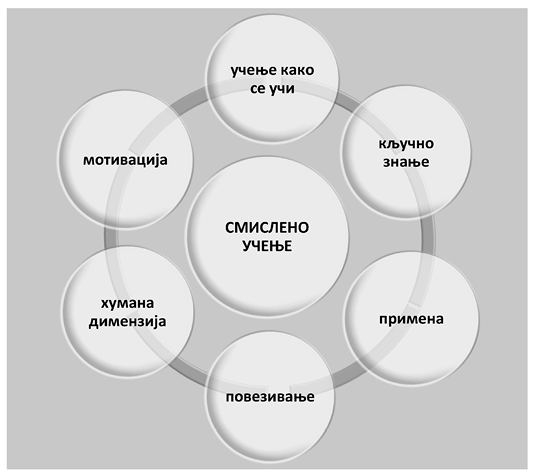 учење како
се учи
кључно
знање
примена
повезивање
хумана
димензија
мотивација
СМИСЛЕНО
УЧЕЊЕ